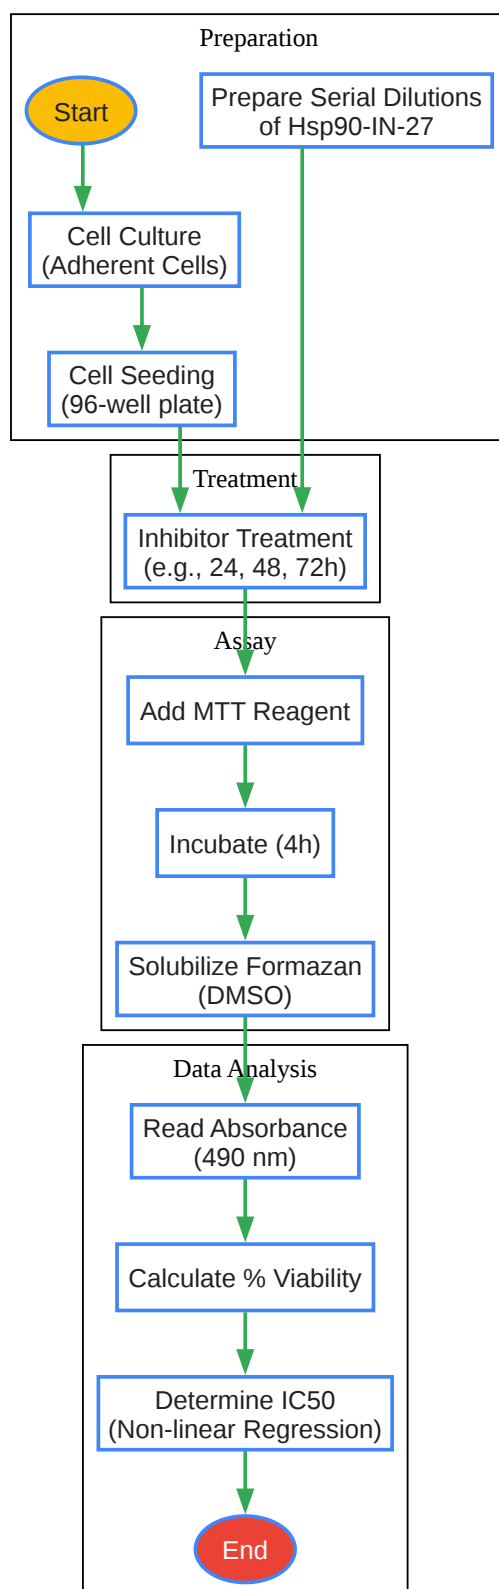 Preparation
Start
Prepare Serial Dilutions
of Hsp90-IN-27
Cell Culture
(Adherent Cells)
Cell Seeding
(96-well plate)
Treatment
Inhibitor Treatment
(e.g., 24, 48, 72h)
Assay
Add MTT Reagent
Incubate (4h)
Solubilize Formazan
(DMSO)
Data Analysis
Read Absorbance
(490 nm)
Calculate % Viability
Determine IC50
(Non-linear Regression)
End